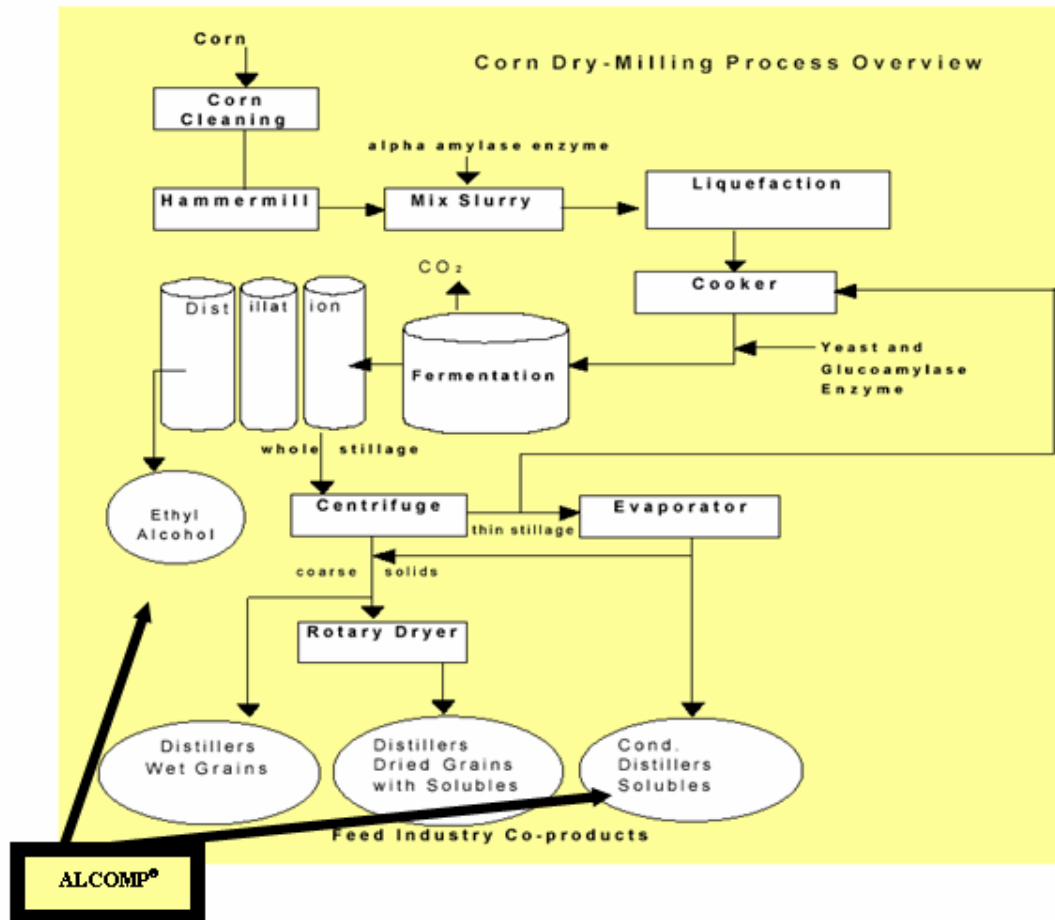 Corn
Corn Dry-Milling Process Overview
Corn
Cleaning
alpha amylase enzyme
Hammermill
Mix Slurry
Liquefaction
CO₂
Cooker
Dist illat ion
Yeast and
Glucoamylase
Enzyme
Fermentation
whole stillage
Centrifuge
Evaporator
thin stillage
Ethyl
Alcohol
coarse solids
Rotary Dryer
Distillers
Wet Grains
Distillers
Dried Grains
with Solubles
Cond.
Distillers
Solubles
Feed Industry Co-products
ALCOMP®